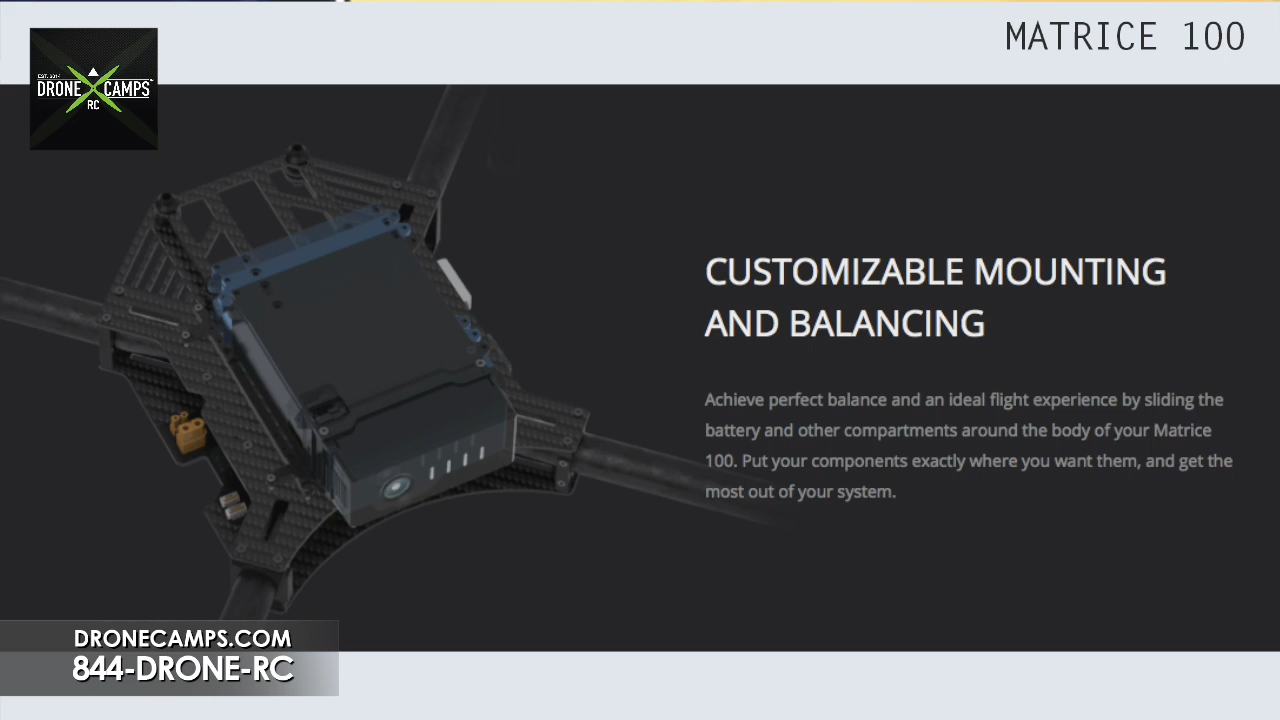 MATRICE 100
EST. 2014
DRONE CAMPS
RC
CUSTOMIZABLE MOUNTING
AND BALANCING
Achieve perfect balance and an ideal flight experience by sliding the
battery and other compartments around the body of your Matrice
100. Put your components exactly where you want them, and get the
most out of your system.
DRONECAMPS.COM
844-DRONE-RC